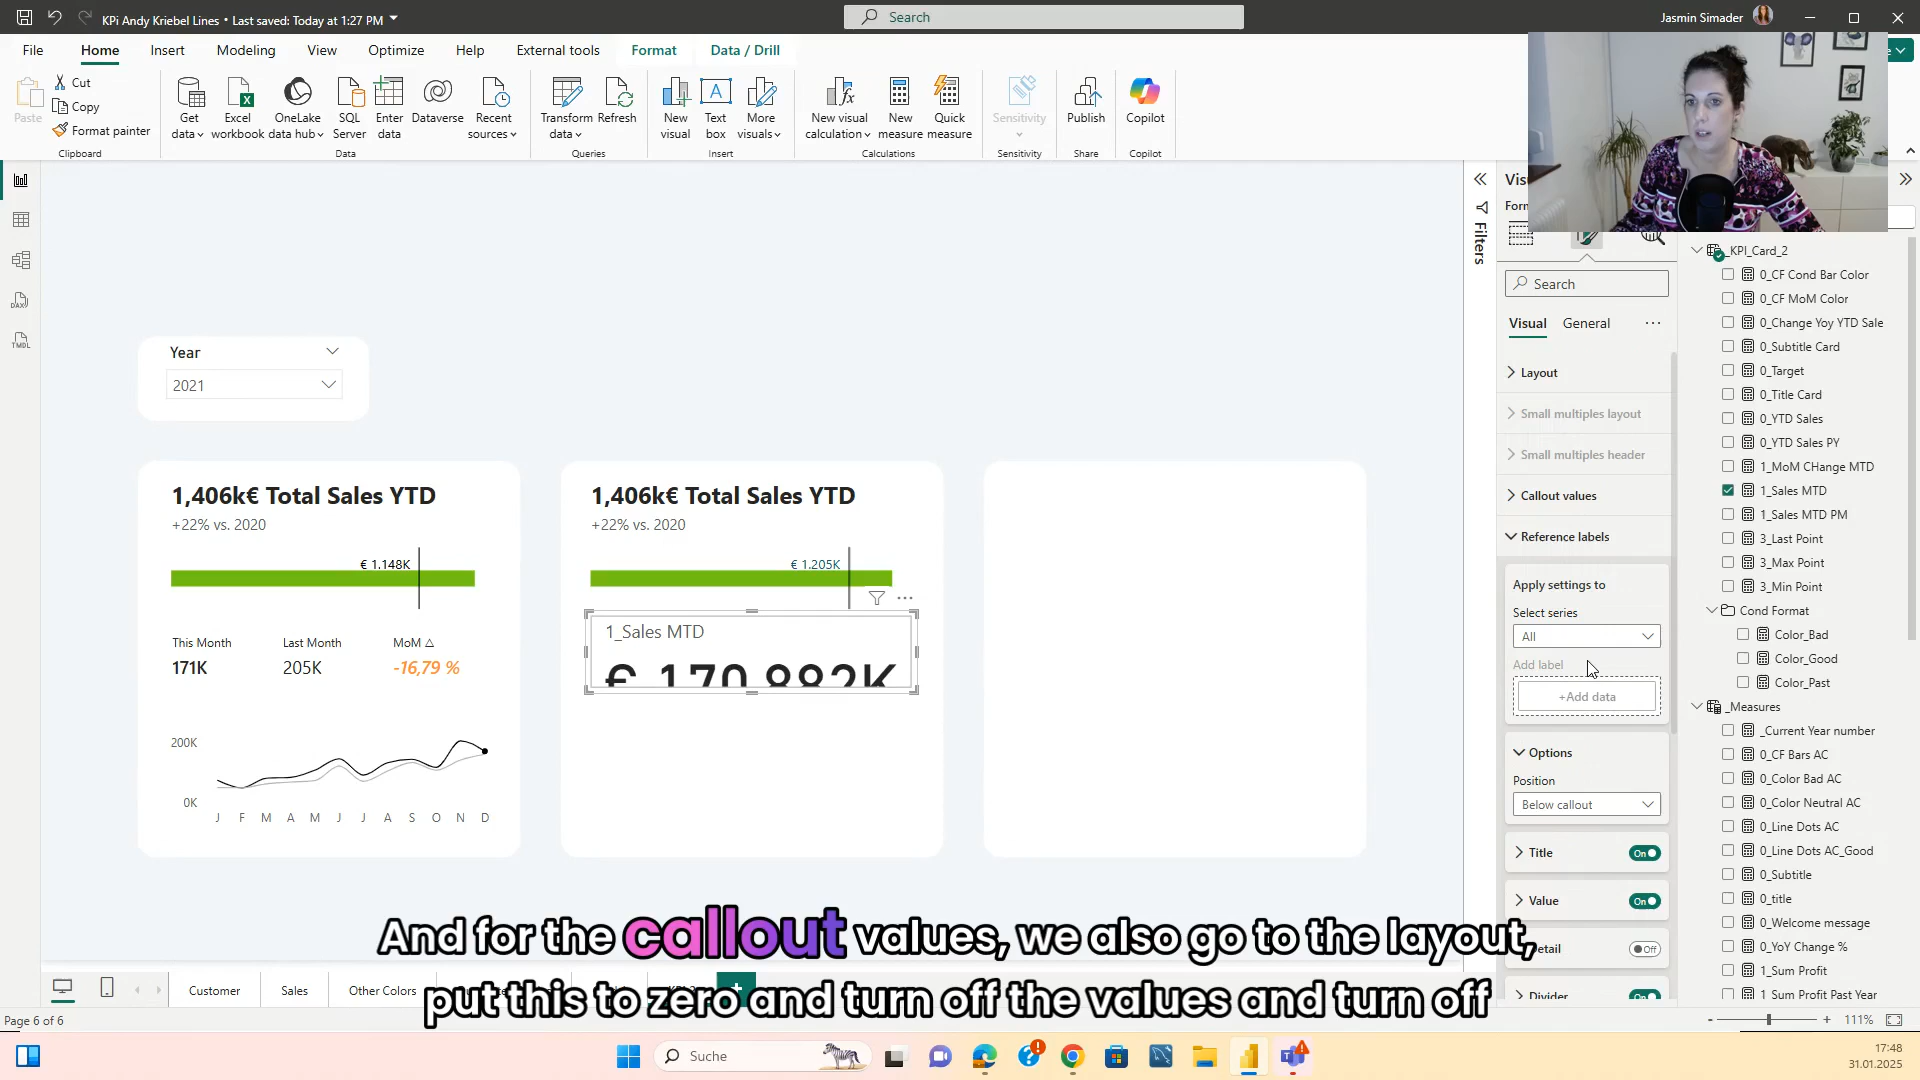 KPi Andy Kriebel Lines • Last saved: Today at 1:27 PM
Search
Jasmin Simader
File
Home
Insert
Modeling
View
Optimize
Help
External tools
Format
Data / Drill
Paste
Cut
Copy
Format painter
Clipboard
Get data
Excel workbook
OneLake data hub
SQL Server
Enter data
Dataverse
Recent sources
Data
Transform data
Refresh
Queries
New visual
Text box
More visuals
Insert
New visual calculation
New measure
Quick measure
Calculations
Sensitivity
Sensitivity
Publish
Share
Copilot
Copilot
Year
2021
1,406k€ Total Sales YTD
+22% vs. 2020
€ 1.148K
This Month
Last Month
MoM △
171K
205K
-16,79 %
200K
0K
J F M A M J J A S O N D
1,406k€ Total Sales YTD
+22% vs. 2020
€ 1.205K
1_Sales MTD
€ 170.882K
Filters
Search
Visual
General
Layout
Small multiples layout
Small multiples header
Callout values
Reference labels
Apply settings to
Select series
All
Add label
+Add data
Options
Position
Below callout
Title
On
Value
On
Detail
Off
Divider
On
_KPI_Card_2
0_CF Cond Bar Color
0_CF MoM Color
0_Change Yoy YTD Sale
0_Subtitle Card
0_Target
0_Title Card
0_YTD Sales
0_YTD Sales PY
1_MoM CHange MTD
1_Sales MTD
1_Sales MTD PM
3_Last Point
3_Max Point
3_Min Point
Cond Format
Color_Bad
Color_Good
Color_Past
_Measures
_Current Year number
0_CF Bars AC
0_Color Bad AC
0_Color Neutral AC
0_Line Dots AC
0_Line Dots AC_Good
0_Subtitle
0_title
0_Welcome message
0_YoY Change %
1_Sum Profit
1_Sum Profit Past Year
And for the callout values, we also go to the layout,
put this to zero and turn off the values and turn off
Customer
Sales
Other Colors
Page 6 of 6
111%
Suche
17:48
31.01.2025